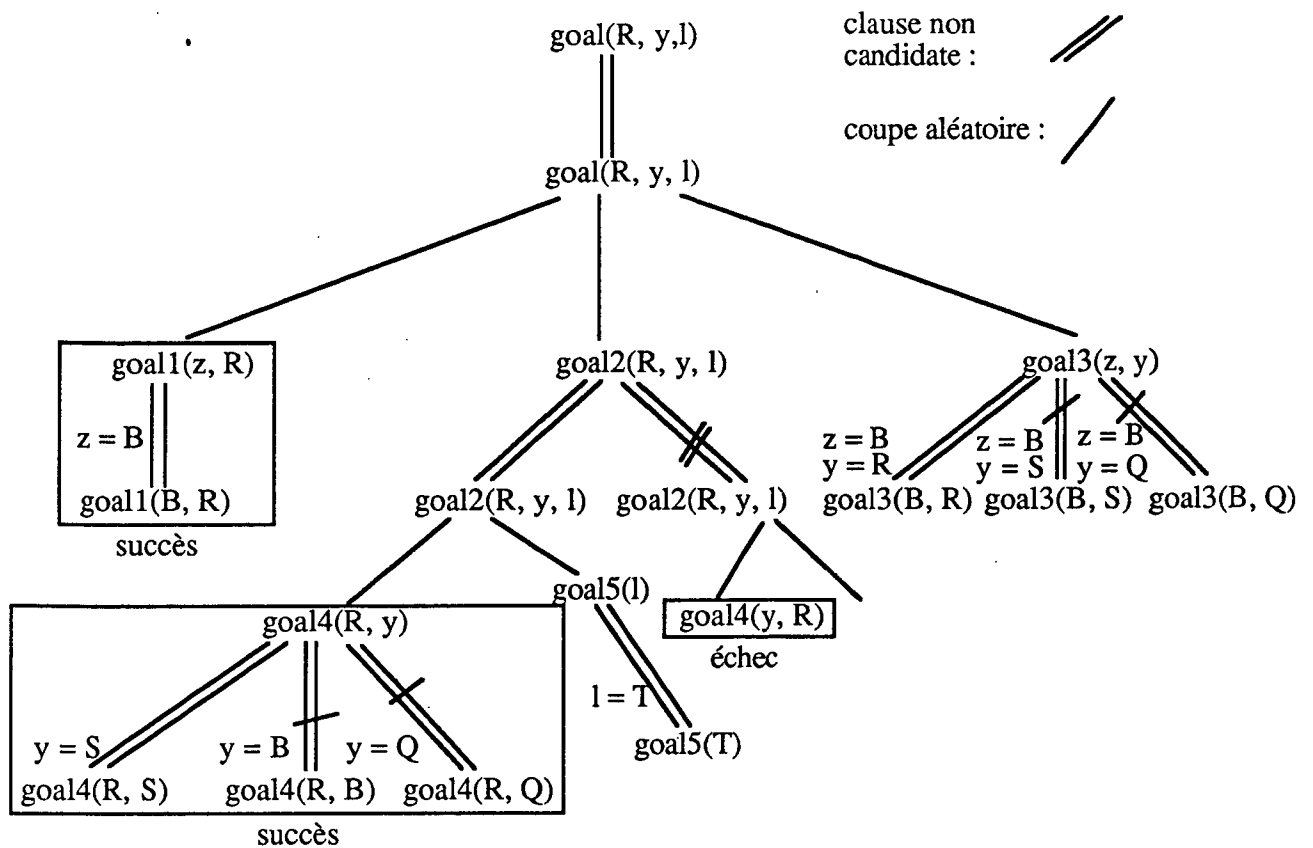 goal(R, y,l)
clause non
candidate :
coupe aléatoire :
goal(R, y, l)
goal1(z, R)
goal2(R, y, l)
goal3(z, y)
z = B
z = B
y = R
z = B
y = S
z = B
y = Q
goal1(B, R)
goal2(R, y, l)
goal2(R, y, l)
goal3(B, R)
goal3(B, S)
goal3(B, Q)
succès
goal5(l)
goal4(R, y)
goal4(y, R)
échec
l = T
y = S
y = B
y = Q
goal5(T)
goal4(R, S)
goal4(R, B)
goal4(R, Q)
succès